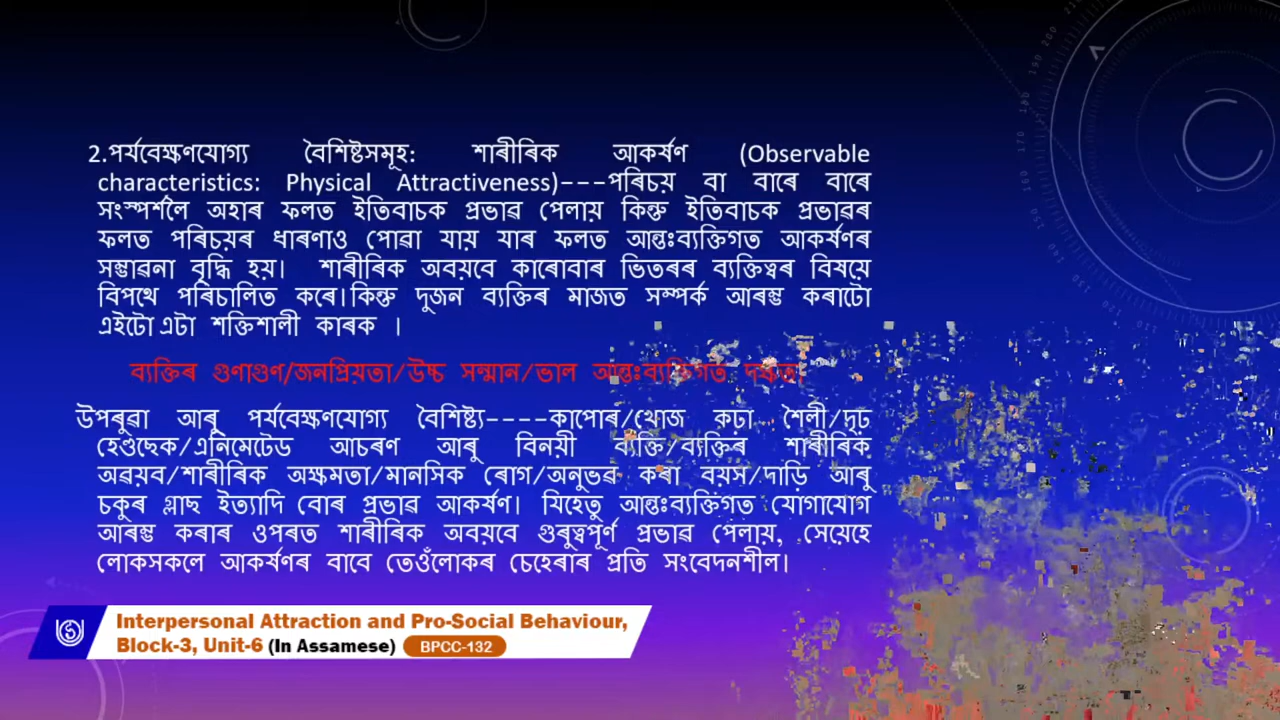 2.পৰ্যবেক্ষণযোগ্য বৈশিষ্টসমূহ: শাৰীৰিক আকৰ্ষণ (Observable
characteristics: Physical Attractiveness)---পৰিচয় বা বাৰে বাৰে
সংস্পৰ্শলৈ অহাৰ ফলত ইতিবাচক প্ৰভাৱ পেলায় কিন্তু ইতিবাচক প্ৰভাৱৰ
ফলত পৰিচয়ৰ ধাৰণাও পোৱা যায় যাৰ ফলত আন্তঃব্যক্তিগত আকৰ্ষণৰ
সম্ভাৱনা বৃদ্ধি হয়। শাৰীৰিক অবয়বে কাৰোবাৰ ভিতৰৰ ব্যক্তিত্বৰ বিষয়ে
বিপথে পৰিচালিত কৰে। কিন্তু দুজন ব্যক্তিৰ মাজত সম্পৰ্ক আৰম্ভ কৰাটো
এইটো এটা শক্তিশালী কাৰক ।
ব্যক্তিৰ গুণাগুণ/জনপ্ৰিয়তা/উচ্চ সন্মান/ভাল আন্তঃব্যক্তিগত দক্ষতা
উপৰুৱা আৰু পৰ্যবেক্ষণযোগ্য বৈশিষ্ট্য----কাপোৰ/খোজ কঢ়া শৈলী/দৃঢ়
হেণ্ডছেক/এনিমেটেড আচৰণ আৰু বিনয়ী ব্যক্তি/ব্যক্তিৰ শাৰীৰিক
অৱয়ব/শাৰীৰিক অক্ষমতা/মানসিক ৰোগ/অনুভৱ কৰা বয়স/দাড়ি আৰু
চকুৰ গ্লাছ ইত্যাদি বোৰ প্ৰভাৱ আকৰ্ষণ। যিহেতু আন্তঃব্যক্তিগত যোগাযোগ
আৰম্ভ কৰাৰ ওপৰত শাৰীৰিক অবয়বে গুৰুত্বপূৰ্ণ প্ৰভাৱ পেলায়, সেয়েহে
লোকসকলে আকৰ্ষণৰ বাবে তেওঁলোকৰ চেহেৰাৰ প্ৰতি সংবেদনশীল।
Interpersonal Attraction and Pro-Social Behaviour,
Block-3, Unit-6 (In Assamese) BPCC-132